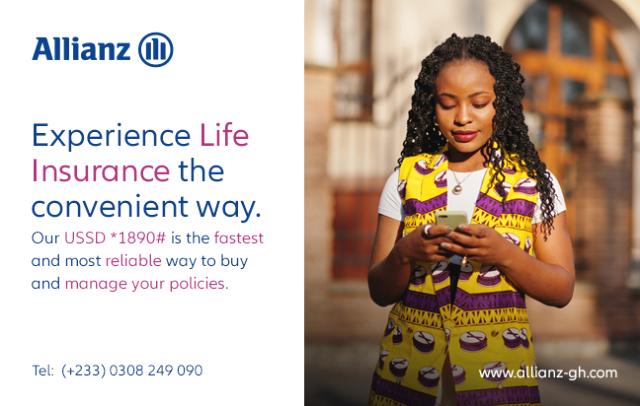 Allianz
Experience Life
Insurance the
convenient way.
Our USSD *1890# is the fastest
and most reliable way to buy
and manage your policies.
Tel: (+233) 0308 249 090
www.allianz-gh.com